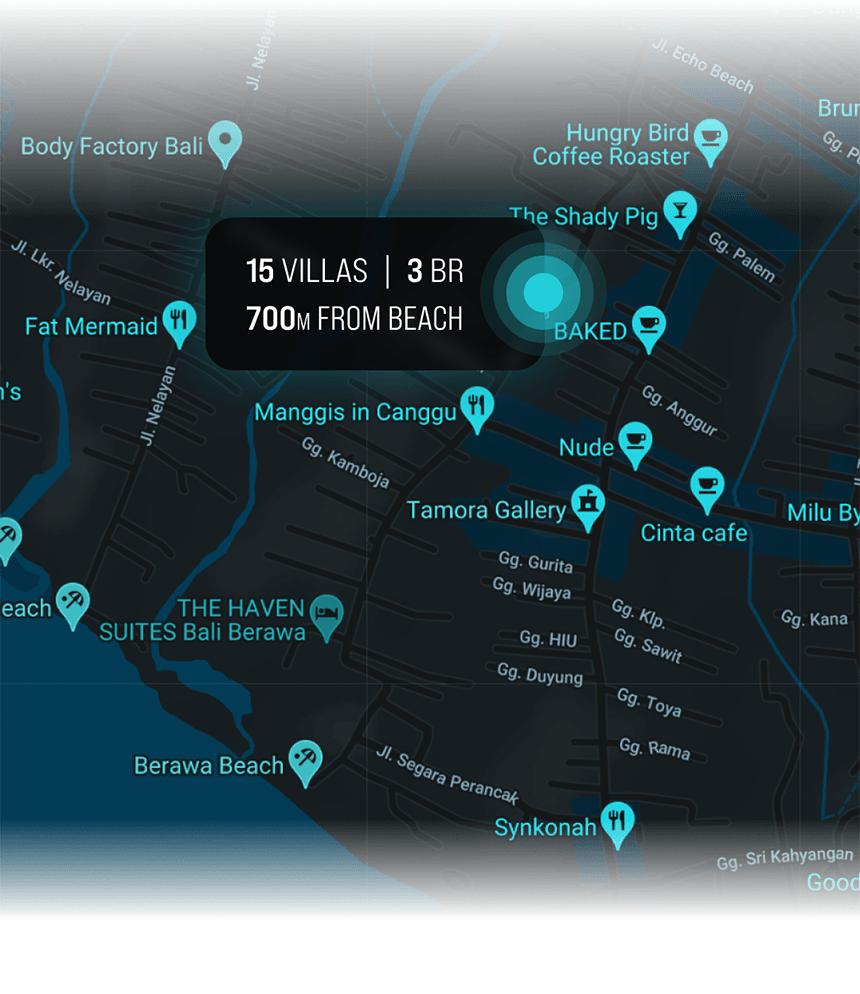 Jl. Nelayan
Jl. Echo Beach
Body Factory Bali
Hungry Bird
Coffee Roaster
The Shady Pig
Gg. Palem
Jl. Lkr. Nelayan
15 VILLAS | 3 BR
700M FROM BEACH
Fat Mermaid
BAKED
Jl. Nelayan
Manggis in Canggu
Gg. Anggur
Gg. Kamboja
Nude
Tamora Gallery
Cinta cafe
Milu By
Gg. Gurita
Gg. Wijaya
THE HAVEN
SUITES Bali Berawa
Gg. Klp.
Gg. Kana
Gg. HIU
Gg. Sawit
Gg. Duyung
Gg. Toya
Gg. Rama
Berawa Beach
Jl. Segara Perancak
Synkonah
Gg. Sri Kahyangan
Good